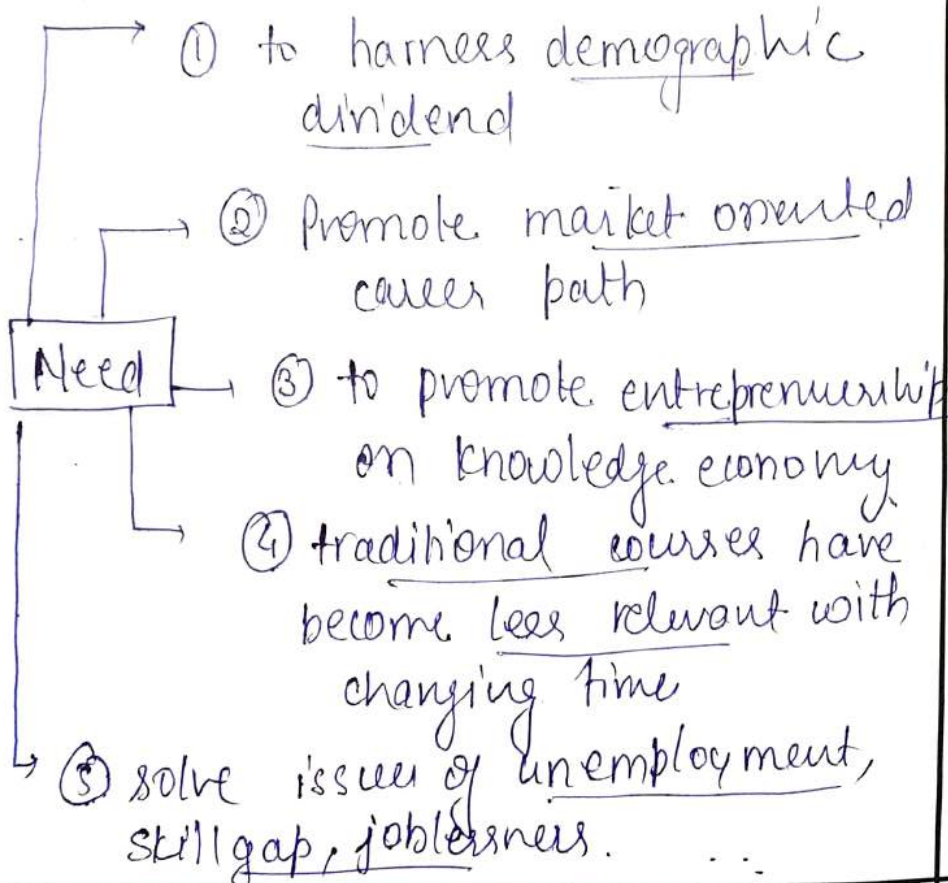 ① to harness demographic
dividend
② Promote market oriented
career path
Need
③ to promote entreprenuership
on knowledge economy
④ traditional courses have
become less relevant with
changing time
⑤ solve issues of unemployment,
skill gap, joblessness.